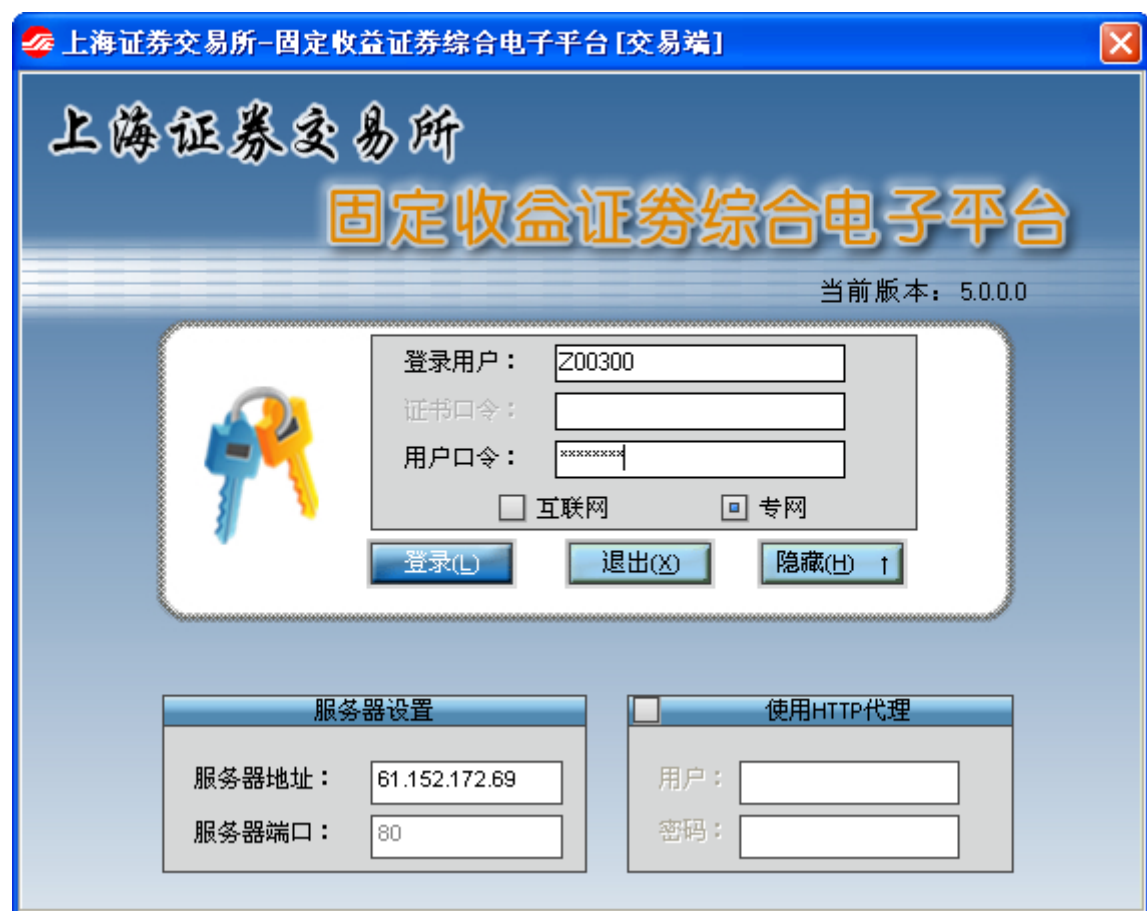 上海证券交易所-固定收益证券综合电子平台[交易端]
上海证券交易所
固定收益证券综合电子平台
当前版本： 5.0.0.0
登录用户： Z00300
证书口令：
用户口令： ********
互联网 专网
登录(L) 退出(X) 隐藏(H) ↑
服务器设置 使用HTTP代理
服务器地址： 61.152.172.69 用户：
服务器端口： 80 密码：